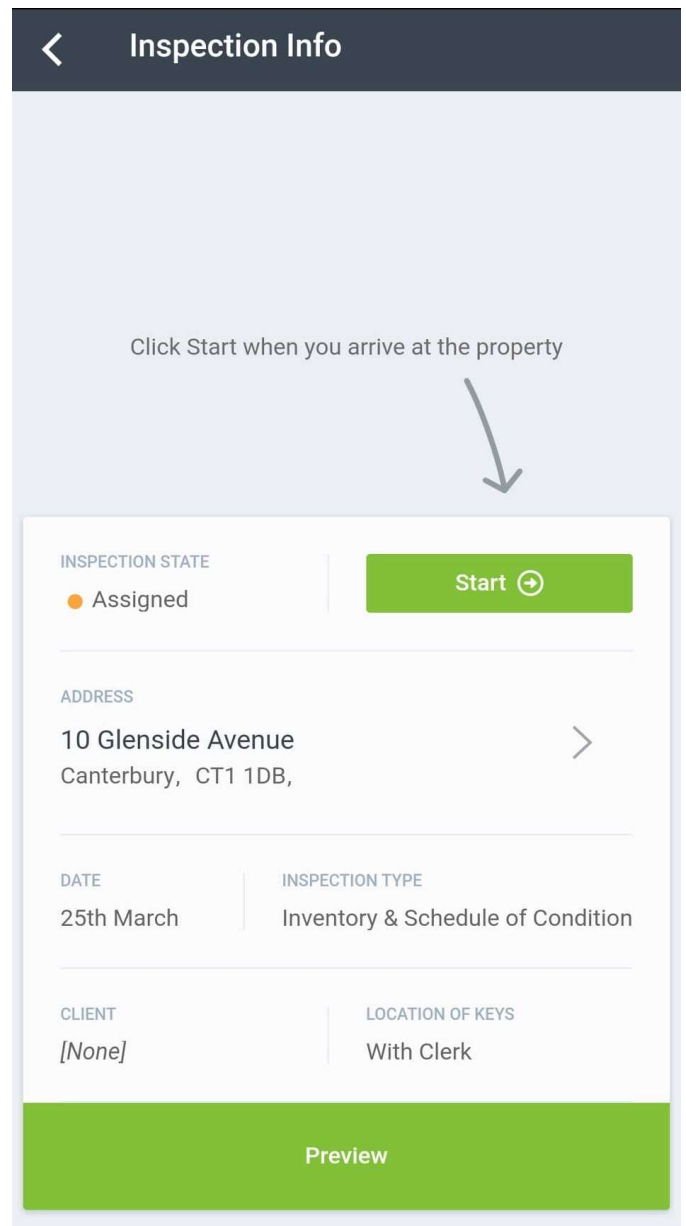 Inspection Info
Click Start when you arrive at the property
INSPECTION STATE
Assigned
Start
ADDRESS
10 Glenside Avenue
Canterbury, CT1 1DB,
DATE
25th March
INSPECTION TYPE
Inventory & Schedule of Condition
CLIENT
[None]
LOCATION OF KEYS
With Clerk
Preview